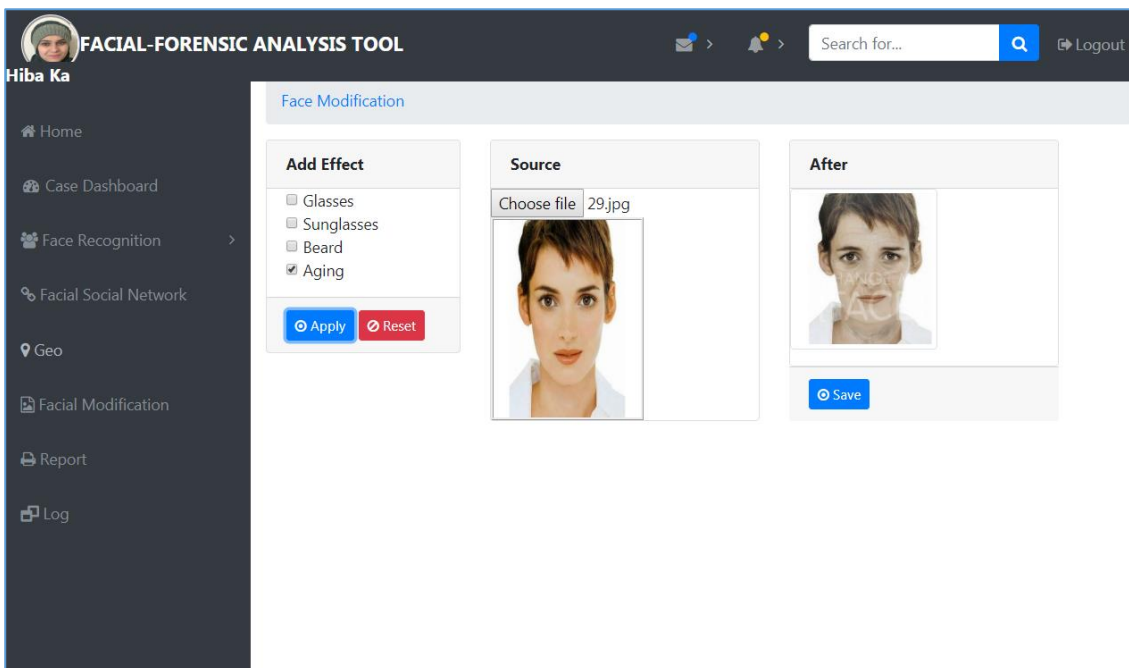 FACIAL-FORENSIC ANALYSIS TOOL
Hiba Ka
Search for...
Logout
Home
Case Dashboard
Face Recognition
Facial Social Network
Geo
Facial Modification
Report
Log
Face Modification
Add Effect
Glasses
Sunglasses
Beard
Aging
Apply Reset
Source
Choose file 29.jpg
After
Save